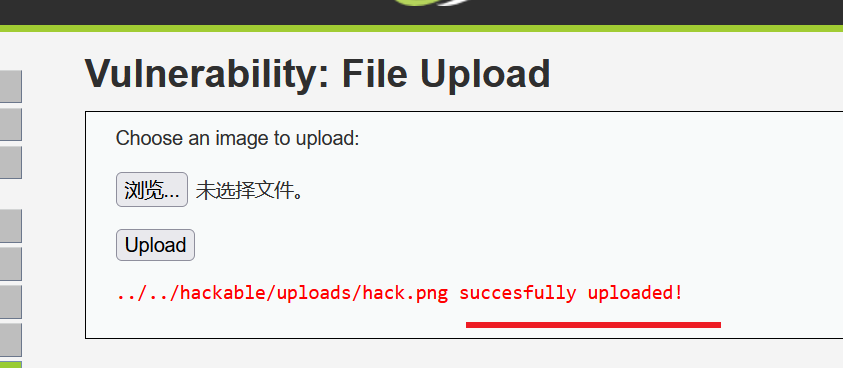 Vulnerability: File Upload
Choose an image to upload:
浏览... 未选择文件。
Upload
../../hackable/uploads/hack.png succesfully uploaded!